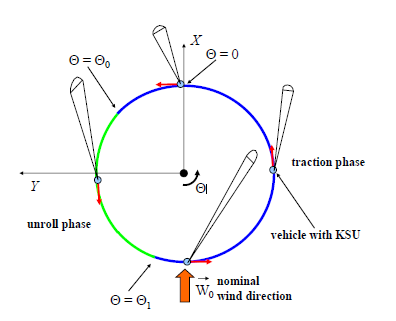 X
Θ = 0
Θ = Θ₀
traction phase
Y
Θ
unroll phase
vehicle with KSU
Θ = Θ₁
W₀
nominal
wind direction